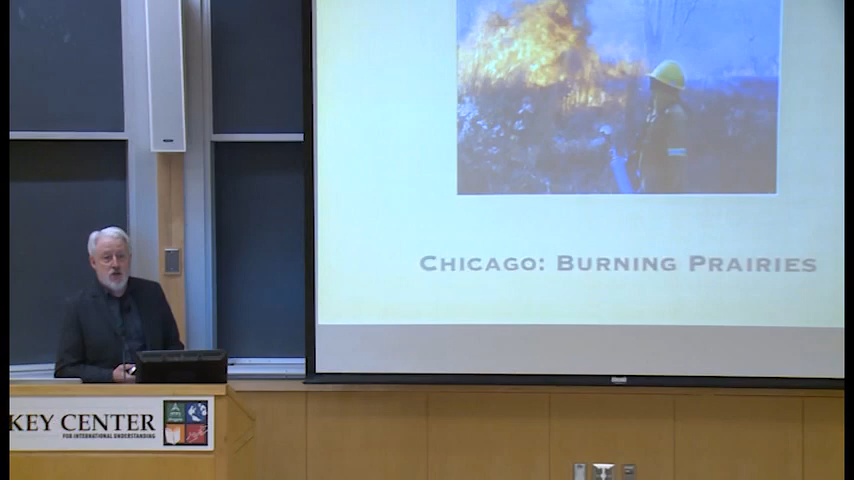 CHICAGO: BURNING PRAIRIES
KEY CENTER
FOR INTERNATIONAL UNDERSTANDING